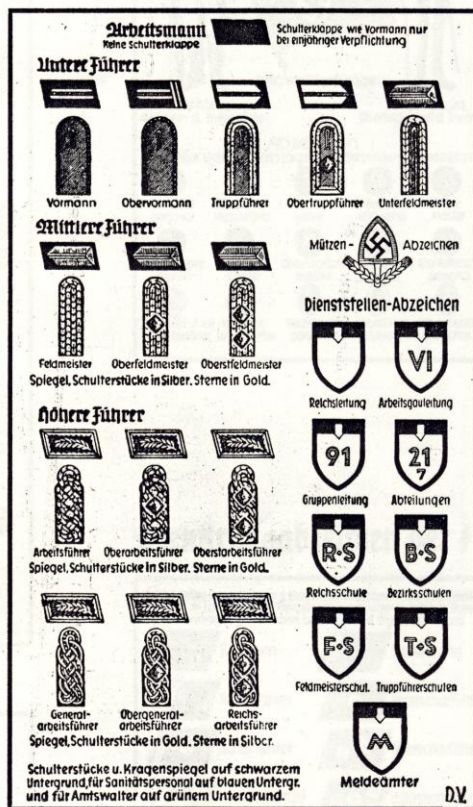 Arbeitsmann
Keine Schulterklappe
Schulterklappe wie Vormann nur
bei einjähriger Verpflichtung
Untere Führer
Vormann Obervormann Truppführer Obertruppführer Unterfeldmeister
Mittlere Führer
Feldmeister Oberfeldmeister Oberstfeldmeister
Spiegel, Schulterstücke in Silber. Sterne in Gold.
Höhere Führer
Arbeitsführer Oberarbeitsführer Oberstarbeitsführer
Spiegel, Schulterstücke in Silber. Sterne in Gold.
General-
arbeitsführer
Obergeneral-
arbeitsführer
Reichs-
arbeitsführer
Spiegel, Schulterstücke in Gold. Sterne in Silber.
Schulterstücke u. Kragenspiegel auf schwarzem
Untergrund, für Sanitätspersonal auf blauen Untergr.
und für Amtswalter auf grünem Untergrund.
Mützen - Abzeichen
Dienststellen-Abzeichen
VI
Reichsleitung Arbeitsgauleitung
91 21
7
Gruppenleitung Abteilungen
R•S B•S
Reichsschule Bezirksschulen
F•S T•S
Feldmeisterschul. Truppführerschulen
M
Meldeämter
D.V.